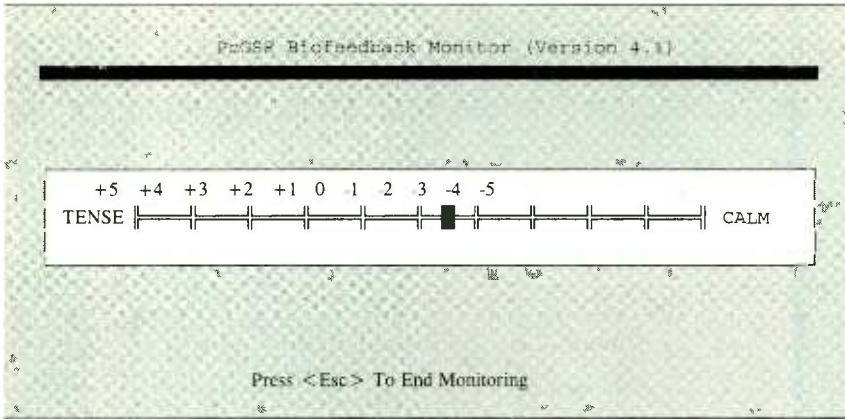 PcGSR Biofeedback Monitor (Version 4.1)
+5 +4 +3 +2 +1 0 -1 -2 -3 -4 -5
TENSE CALM
Press <Esc> To End Monitoring